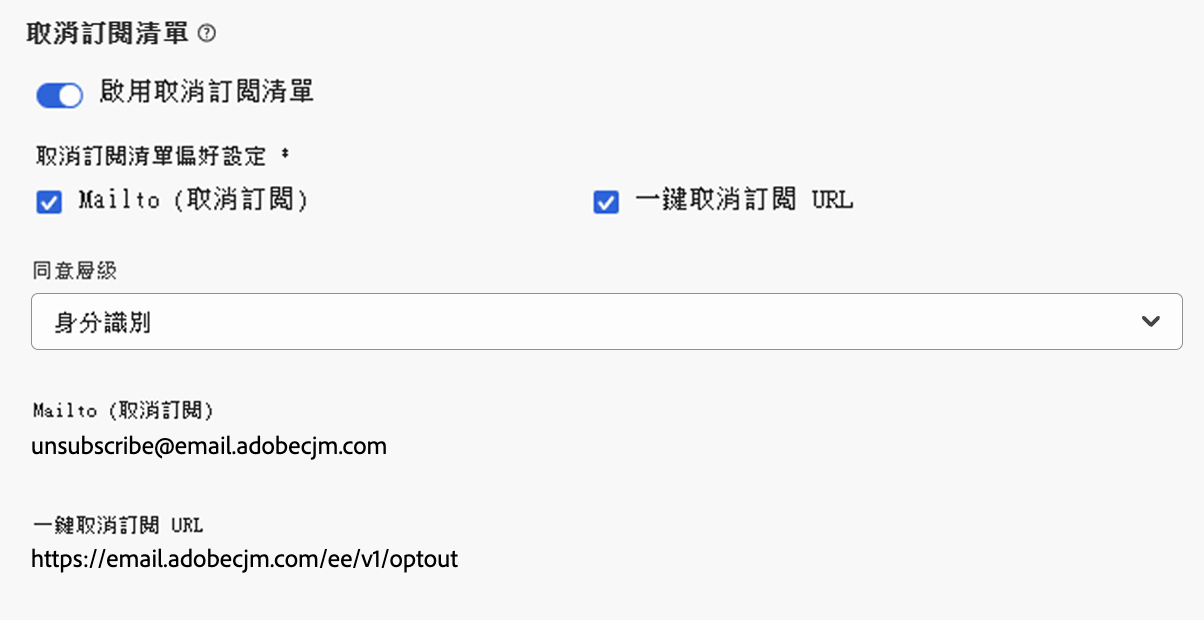 取消訂閱清單 ?
啟用取消訂閱清單
取消訂閱清單偏好設定 *
Mailto (取消訂閱)
一鍵取消訂閱 URL
同意層級
身分識別
Mailto (取消訂閱)
unsubscribe@email.adobecjm.com
一鍵取消訂閱 URL
https://email.adobecjm.com/ee/v1/optout